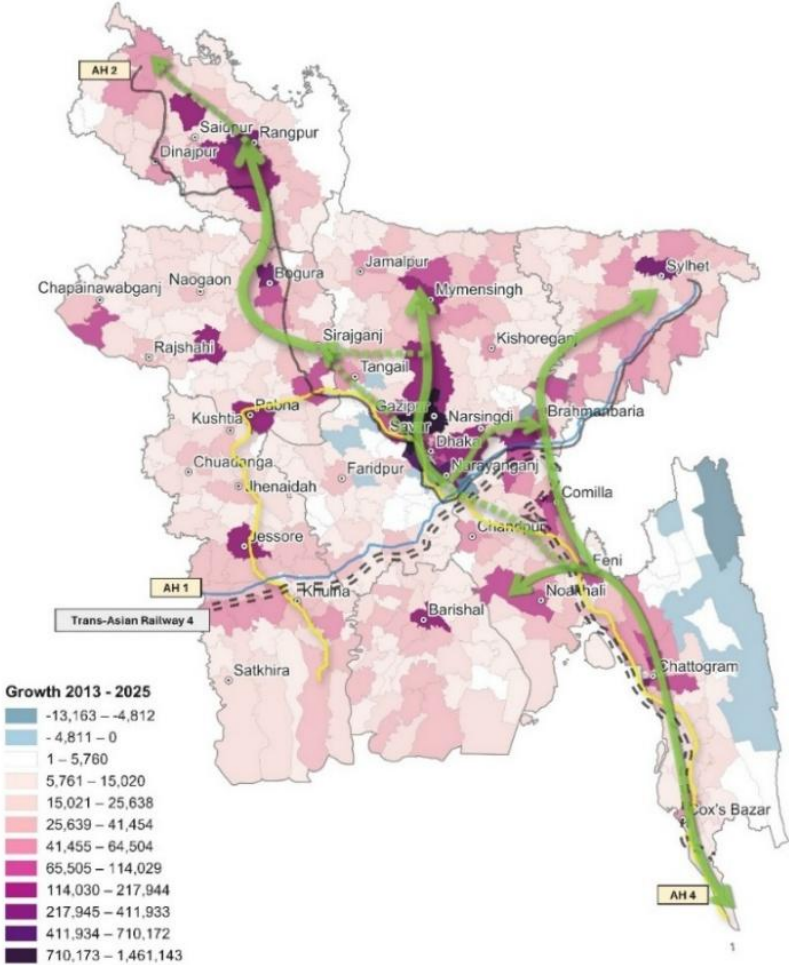 AH 2
Saidpur
Rangpur
Dinajpur
Bogura
Jamalpur
Sylhet
Naogaon
Chapainawabganj
Mymensingh
Sirajganj
Kishoreganj
Rajshahi
Tangail
Pabna
Gazipur
Narsingdi
Brahmanbaria
Kushtia
Savar
Dhaka
Chuadanga
Faridpur
Narayanganj
Jhenaidah
Comilla
Chandpur
Jessore
Feni
AH 1
Khulna
Noakhali
Trans-Asian Railway 4
Barishal
Satkhira
Chattogram
Growth 2013 - 2025
-13,163 – -4,812
- 4,811 – 0
1 – 5,760
5,761 – 15,020
15,021 – 25,638
25,639 – 41,454
41,455 – 64,504
65,505 – 114,029
114,030 – 217,944
217,945 – 411,933
411,934 – 710,172
710,173 – 1,461,143
Cox's Bazar
AH 4
1